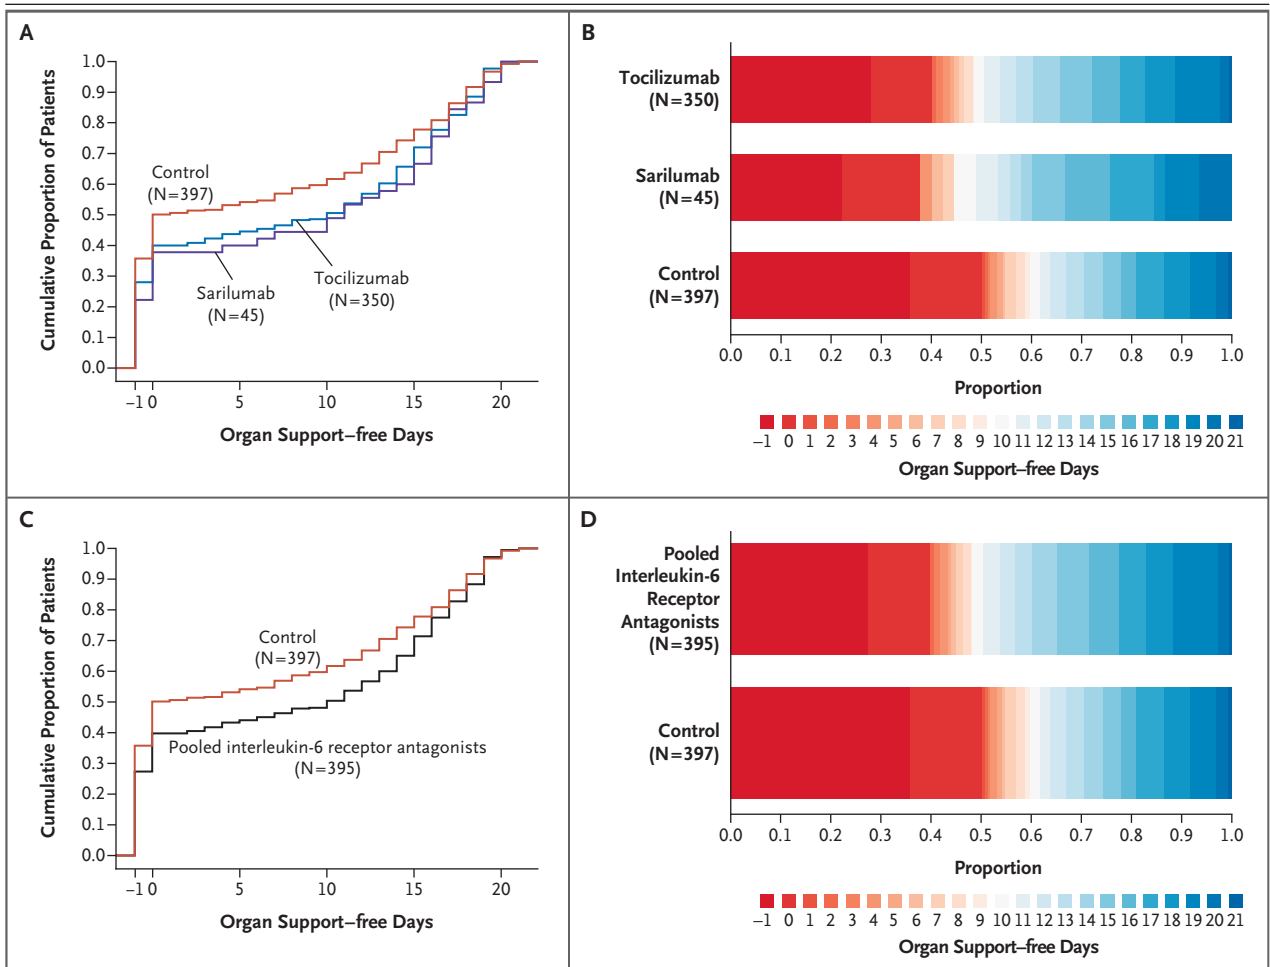 A
Cumulative Proportion of Patients
1.0
0.9
0.8
0.7
0.6
0.5
0.4
0.3
0.2
0.1
0.0
Control
(N=397)
Sarilumab
(N=45)
Tocilizumab
(N=350)
−1 0 5 10 15 20
Organ Support–free Days
B
Tocilizumab
(N=350)
Sarilumab
(N=45)
Control
(N=397)
0.0 0.1 0.2 0.3 0.4 0.5 0.6 0.7 0.8 0.9 1.0
Proportion
−1 0 1 2 3 4 5 6 7 8 9 10 11 12 13 14 15 16 17 18 19 20 21
Organ Support–free Days
C
Cumulative Proportion of Patients
1.0
0.9
0.8
0.7
0.6
0.5
0.4
0.3
0.2
0.1
0.0
Control
(N=397)
Pooled interleukin-6 receptor antagonists
(N=395)
−1 0 5 10 15 20
Organ Support–free Days
D
Pooled
Interleukin-6
Receptor
Antagonists
(N=395)
Control
(N=397)
0.0 0.1 0.2 0.3 0.4 0.5 0.6 0.7 0.8 0.9 1.0
Proportion
−1 0 1 2 3 4 5 6 7 8 9 10 11 12 13 14 15 16 17 18 19 20 21
Organ Support–free Days